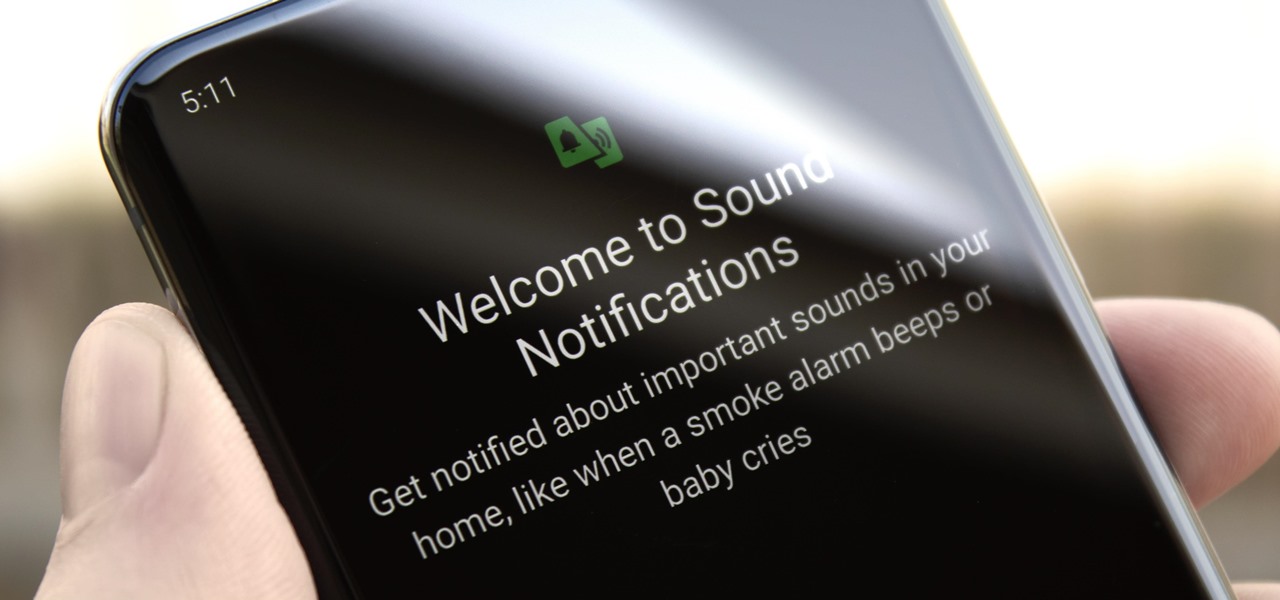 5:11
Welcome to Sound
Notifications
Get notified about important sounds in your
home, like when a smoke alarm beeps or
baby cries